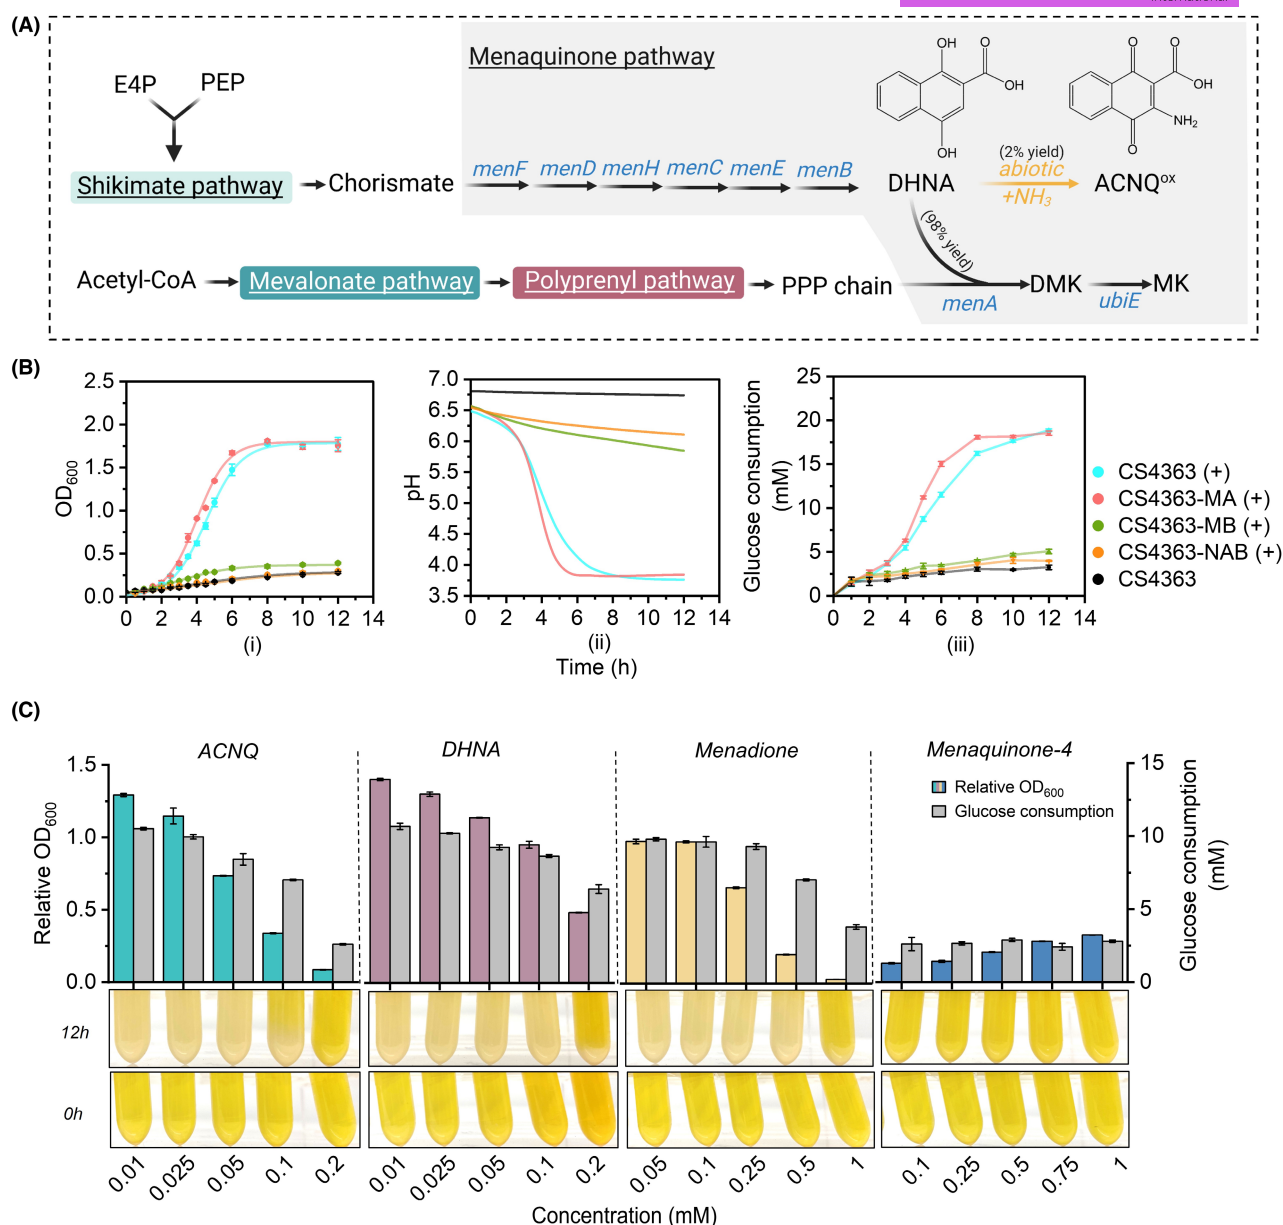 International
(A)
Menaquinone pathway
OH
O
OH
OH
O
O
OH
NH2
O
E4P
PEP
Shikimate pathway
Chorismate
menF
menD
menH
menC
menE
menB
DHNA
(2% yield)
abiotic
+NH3
ACNQox
(98% yield)
Acetyl-CoA
Mevalonate pathway
Polyprenyl pathway
PPP chain
menA
DMK
ubiE
MK
(B)
OD600
2.5
2.0
1.5
1.0
0.5
0.0
0 2 4 6 8 10 12 14
(i)
pH
7.0
6.5
6.0
5.5
5.0
4.5
4.0
3.5
0 2 4 6 8 10 12 14
(ii)
Time (h)
Glucose consumption
(mM)
25
20
15
10
5
0
0 2 4 6 8 10 12 14
(iii)
CS4363 (+)
CS4363-MA (+)
CS4363-MB (+)
CS4363-NAB (+)
CS4363
(C)
ACNQ
DHNA
Menadione
Menaquinone-4
Relative OD600
Glucose consumption
Relative OD600
1.5
1.0
0.5
0.0
15
10
5
0
Glucose consumption
(mM)
12h
0h
0.01 0.025 0.05 0.1 0.2
0.01 0.025 0.05 0.1 0.2
0.05 0.1 0.25 0.5 1
0.1 0.25 0.5 0.75 1
Concentration (mM)